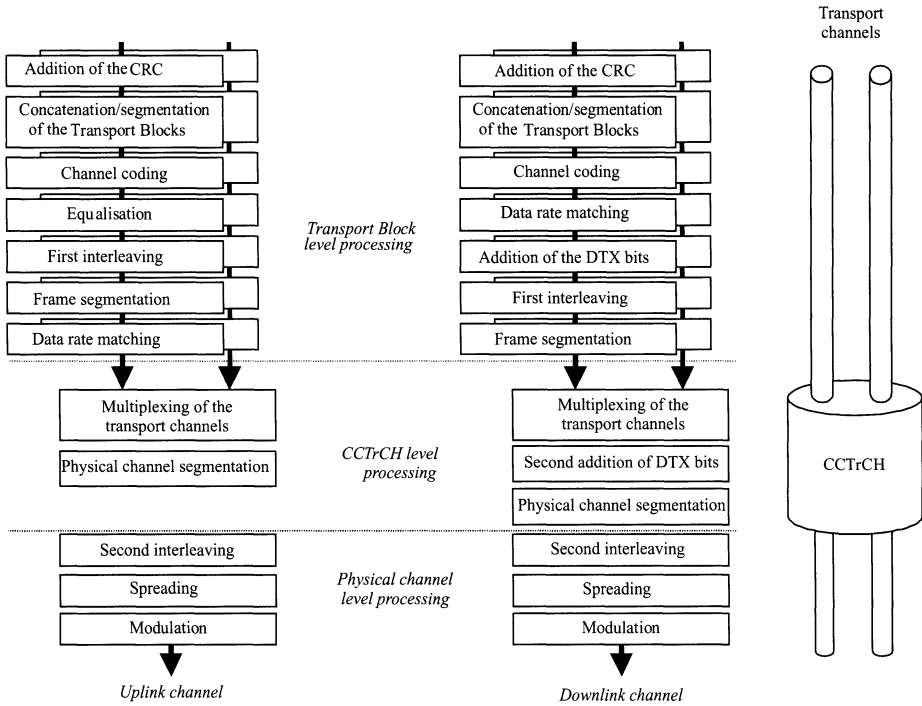 Transport
channels
Addition of the CRC
Concatenation/segmentation
of the Transport Blocks
Channel coding
Equalisation
First interleaving
Frame segmentation
Data rate matching
Transport Block
level processing
Addition of the CRC
Concatenation/segmentation
of the Transport Blocks
Channel coding
Data rate matching
Addition of the DTX bits
First interleaving
Frame segmentation
Multiplexing of the
transport channels
Physical channel segmentation
CCTrCH level
processing
Multiplexing of the
transport channels
Second addition of DTX bits
Physical channel segmentation
CCTrCH
Second interleaving
Spreading
Modulation
Uplink channel
Physical channel
level processing
Second interleaving
Spreading
Modulation
Downlink channel